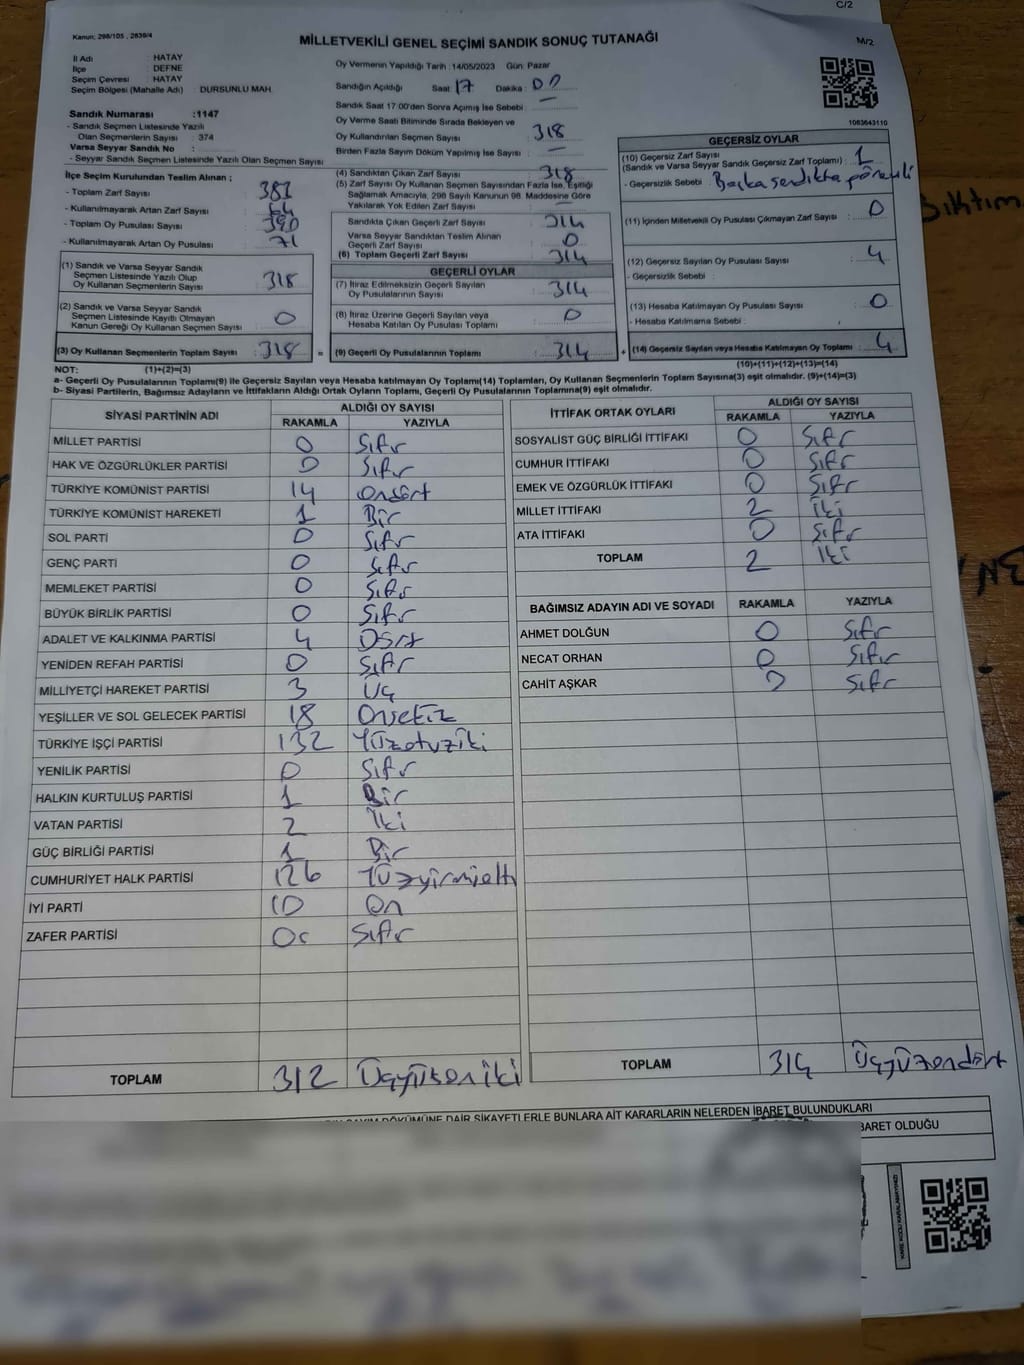 C/2
Kanun: 298/105, 2839/4
MİLLETVEKİLİ GENEL SEÇİMİ SANDIK SONUÇ TUTANAĞI
M/2
İl Adı : HATAY
İlçe : DEFNE
Seçim Çevresi : HATAY
Seçim Bölgesi (Mahalle Adı) DURSUNLU MAH.
Sandık Numarası :1147
- Sandık Seçmen Listesinde Yazılı
Olan Seçmenlerin Sayısı : 374
Varsa Seyyar Sandık No :
- Seyyar Sandık Seçmen Listesinde Yazılı Olan Seçmen Sayısı
İlçe Seçim Kurulundan Teslim Alınan ;
- Toplam Zarf Sayısı 381
- Kullanılmayarak Artan Zarf Sayısı
- Toplam Oy Pusulası Sayısı 390
- Kullanılmayarak Artan Oy Pusulası 71
Oy Vermenin Yapıldığı Tarih :14/05/2023 Gün: Pazar
Sandığın Açıldığı Saat: 17 Dakika: 00
Sandık Saat 17.00'den Sonra Açımış İse Sebebi: —
Oy Verme Saati Bitiminde Sırada Bekleyen ve
Oy Kullandırılan Seçmen Sayısı 318
Birden Fazla Sayım Döküm Yapılmış İse Sayısı : —
(4) Sandıktan Çıkan Zarf Sayısı 318
(5) Zarf Sayısı Oy Kullanan Seçmen Sayısından Fazla İse, Eşitliği
Sağlamak Amacıyla, 298 Sayılı Kanunun 98. Maddesine Göre
Yakılarak Yok Edilen Zarf Sayısı : —
Sandıkta Çıkan Geçerli Zarf Sayısı 314
Varsa Seyyar Sandıktan Teslim Alınan
Geçerli Zarf Sayısı 0
(6) Toplam Geçerli Zarf Sayısı 314
1083643110
GEÇERSİZ OYLAR
(10) Geçersiz Zarf Sayısı
(Sandık ve Varsa Seyyar Sandık Geçersiz Zarf Toplamı) : 1
- Geçersizlik Sebebi : Başka sandıkta görevli
(11) İçinden Milletvekil Oy Pusulası Çıkmayan Zarf Sayısı : 0
(12) Geçersiz Sayılan Oy Pusulası Sayısı : 4
- Geçersizlik Sebebi :
(13) Hesaba Katılmayan Oy Pusulası Sayısı : 0
- Hesaba Katılmama Sebebi :
(14) Geçersiz Sayılan veya Hesaba Katılmayan Oy Toplamı : 4
(1) Sandık ve Varsa Seyyar Sandık
Seçmen Listesinde Yazılı Olup
Oy Kullanan Seçmenlerin Sayısı 318
(2) Sandık ve Varsa Seyyar Sandık
Seçmen Listesinde Kayıtlı Olmayan
Kanun Gereği Oy Kullanan Seçmen Sayısı 0
(3) Oy Kullanan Seçmenlerin Toplam Sayısı : 318 =
GEÇERLİ OYLAR
(7) İtiraz Edilmeksizin Geçerli Sayılan
Oy Pusulalarının Sayısı : 314
(8) İtiraz Üzerine Geçerli Sayılan veya
Hesaba Katılan Oy Pusulası Toplamı : 0
(9) Geçerli Oy Pusulalarının Toplamı : 314 +
NOT: (1)+(2)=(3) (10)+(11)+(12)+(13)=(14)
a- Geçerli Oy Pusulalarının Toplamı(9) ile Geçersiz Sayılan veya Hesaba katılmayan Oy Toplamı(14) Toplamları, Oy Kullanan Seçmenlerin Toplam Sayısına(3) eşit olmalıdır. (9)+(14)=(3)
b- Siyasi Partilerin, Bağımsız Adayların ve İttifakların Aldığı Ortak Oyların Toplamı, Geçerli Oy Pusulalarının Toplamına(9) eşit olmalıdır.
SİYASİ PARTİNİN ADI ALDIĞI OY SAYISI
RAKAMLA YAZIYLA
MİLLET PARTİSİ 0 Sıfır
HAK VE ÖZGÜRLÜKLER PARTİSİ 0 Sıfır
TÜRKİYE KOMÜNİST PARTİSİ 14 Ondört
TÜRKİYE KOMÜNİST HAREKETİ 1 Bir
SOL PARTİ 0 Sıfır
GENÇ PARTİ 0 Sıfır
MEMLEKET PARTİSİ 0 Sıfır
BÜYÜK BİRLİK PARTİSİ 0 Sıfır
ADALET VE KALKINMA PARTİSİ 4 Dört
YENİDEN REFAH PARTİSİ 0 Sıfır
MİLLİYETÇİ HAREKET PARTİSİ 3 Üç
YEŞİLLER VE SOL GELECEK PARTİSİ 18 Onsekiz
TÜRKİYE İŞÇİ PARTİSİ 132 Yüzotuziki
YENİLİK PARTİSİ 0 Sıfır
HALKIN KURTULUŞ PARTİSİ 1 Bir
VATAN PARTİSİ 2 İki
GÜÇ BİRLİĞİ PARTİSİ 1 Bir
CUMHURİYET HALK PARTİSİ 126 Yüzyirmialtı
İYİ PARTİ 10 On
ZAFER PARTİSİ 0 Sıfır
TOPLAM 312 Üçyüzoniki
İTTİFAK ORTAK OYLARI ALDIĞI OY SAYISI
RAKAMLA YAZIYLA
SOSYALİST GÜÇ BİRLİĞİ İTTİFAKI 0 Sıfır
CUMHUR İTTİFAKI 0 Sıfır
EMEK VE ÖZGÜRLÜK İTTİFAKI 0 Sıfır
MİLLET İTTİFAKI 2 İki
ATA İTTİFAKI 0 Sıfır
TOPLAM 2 İki
BAĞIMSIZ ADAYIN ADI VE SOYADI RAKAMLA YAZIYLA
AHMET DOLĞUN 0 Sıfır
NECAT ORHAN 0 Sıfır
CAHİT AŞKAR 0 Sıfır
TOPLAM 314 Üçyüzondört
SAYIM DÖKÜMÜNE DAİR ŞİKAYETLERLE BUNLARA AİT KARARLARIN NELERDEN İBARET BULUNDUKLARI
BARET OLDUĞU